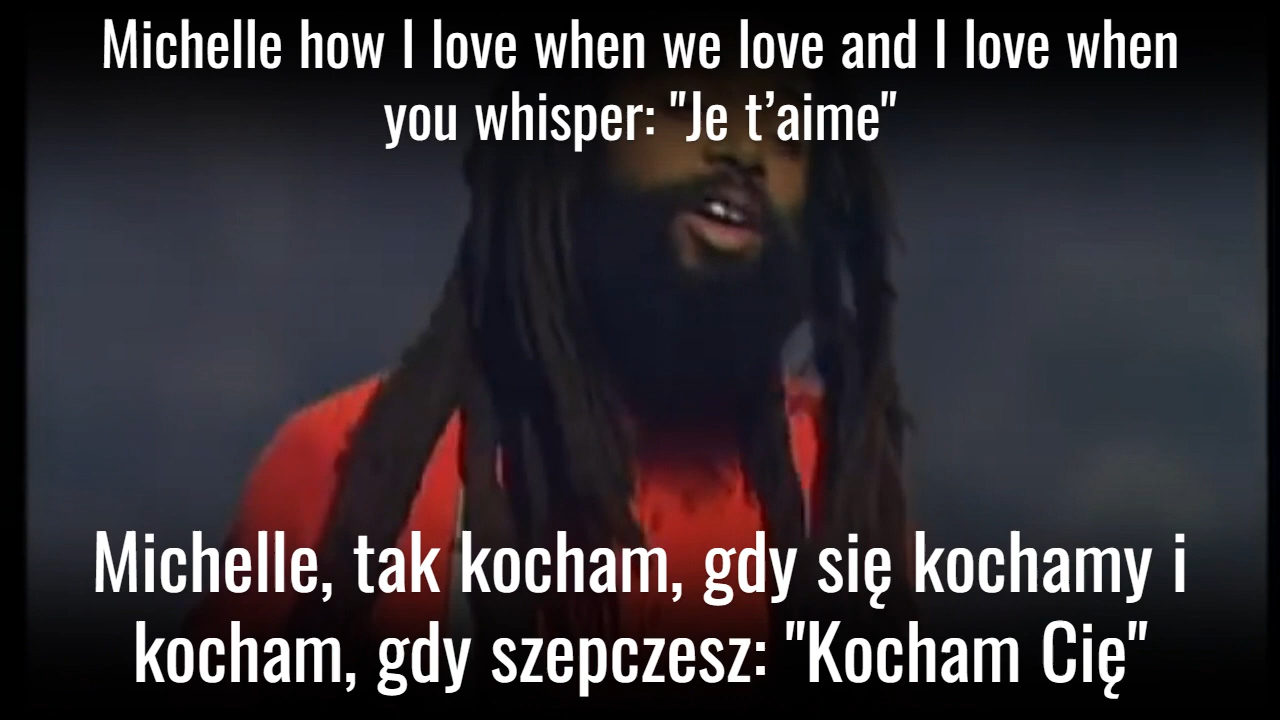 Michelle how I love when we love and I love when
you whisper: "Je t’aime"
Michelle, tak kocham, gdy się kochamy i
kocham, gdy szepczesz: "Kocham Cię"